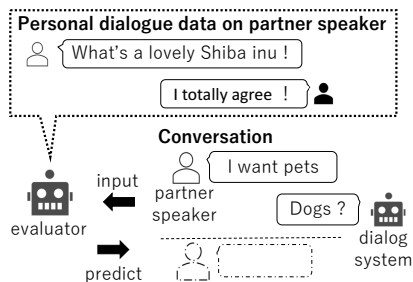 Personal dialogue data on partner speaker
What's a lovely Shiba inu !
I totally agree !
Conversation
I want pets
input
partner
speaker
Dogs ?
evaluator
dialog
system
predict